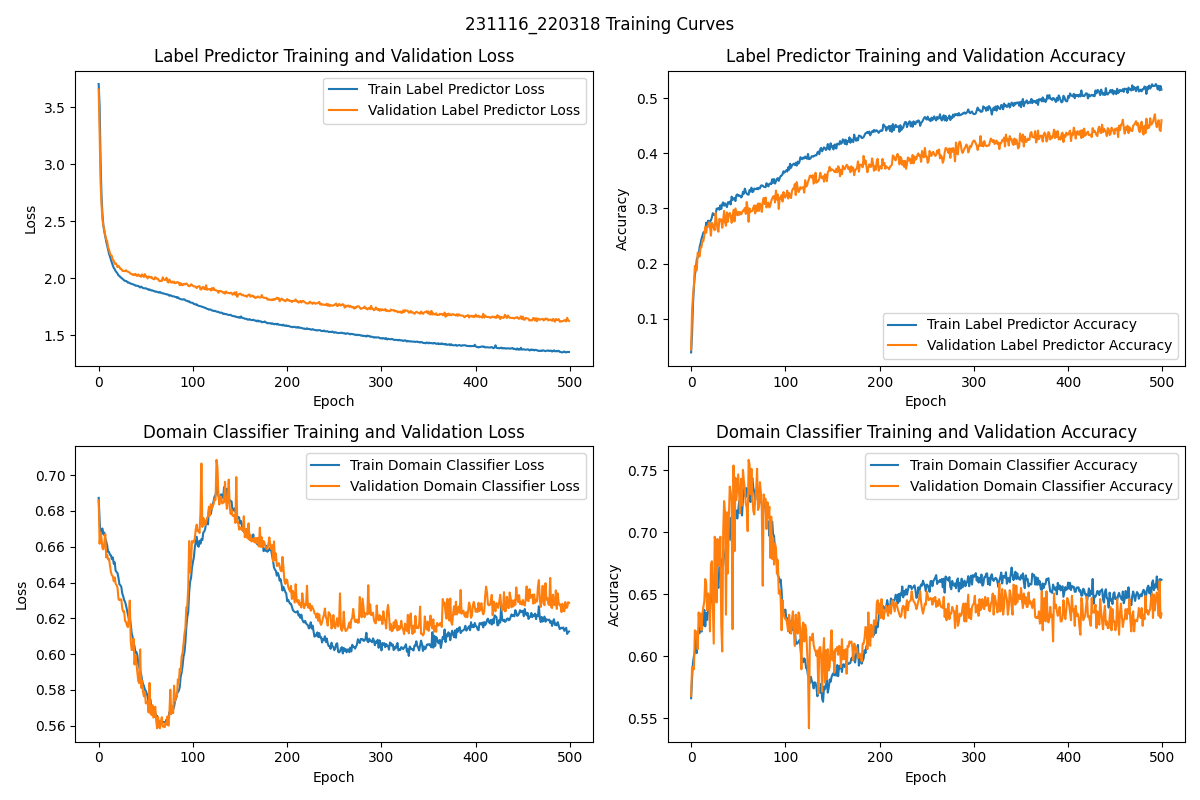 231116_220318 Training Curves
Label Predictor Training and Validation Loss
Train Label Predictor Loss
Validation Label Predictor Loss
3.5
3.0
2.5
2.0
1.5
Loss
0 100 200 300 400 500
Epoch
Label Predictor Training and Validation Accuracy
0.5
0.4
0.3
0.2
0.1
Accuracy
Train Label Predictor Accuracy
Validation Label Predictor Accuracy
0 100 200 300 400 500
Epoch
Domain Classifier Training and Validation Loss
Train Domain Classifier Loss
Validation Domain Classifier Loss
0.70
0.68
0.66
0.64
0.62
0.60
0.58
0.56
Loss
0 100 200 300 400 500
Epoch
Domain Classifier Training and Validation Accuracy
Train Domain Classifier Accuracy
Validation Domain Classifier Accuracy
0.75
0.70
0.65
0.60
0.55
Accuracy
0 100 200 300 400 500
Epoch